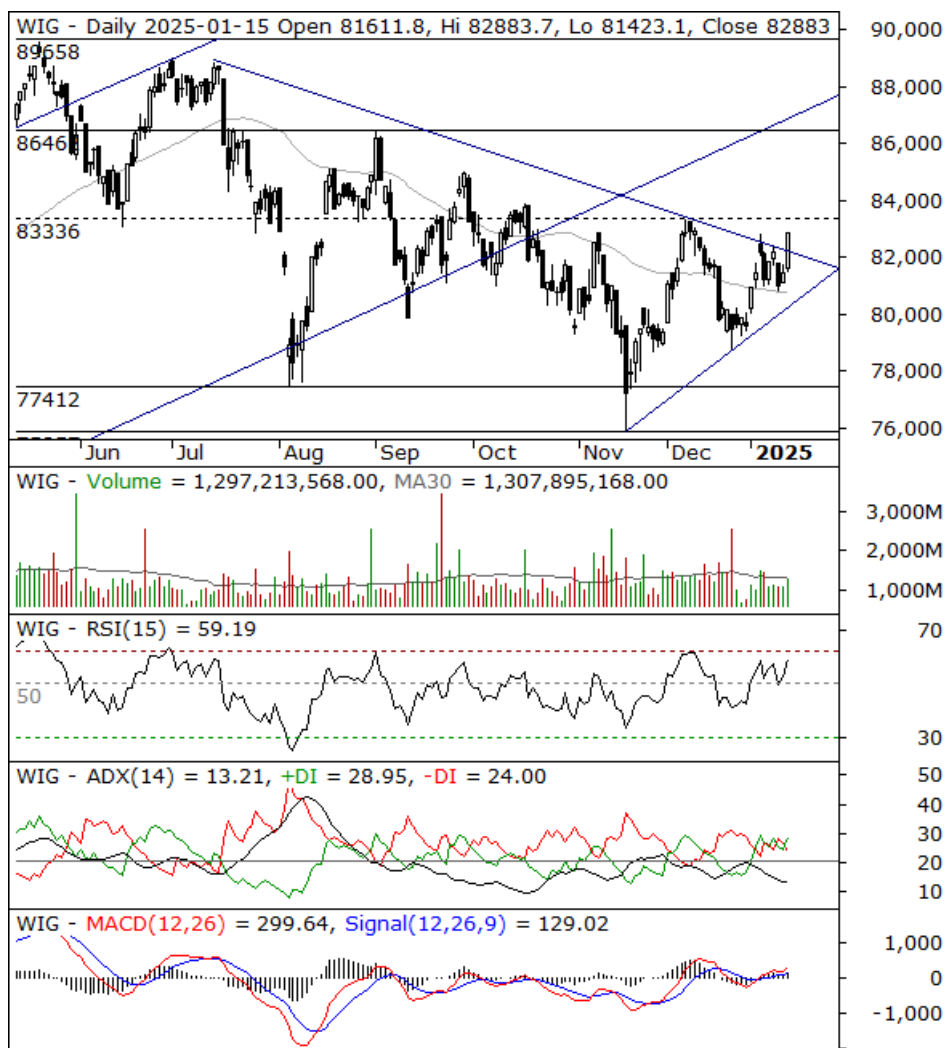 WIG - Daily 2025-01-15 Open 81611.8, Hi 82883.7, Lo 81423.1, Close 82883
90,000
89658
88,000
8646
86,000
84,000
83336
82,000
80,000
78,000
77412
76,000
Jun Jul Aug Sep Oct Nov Dec 2025
WIG - Volume = 1,297,213,568.00, MA30 = 1,307,895,168.00
3,000M
2,000M
1,000M
WIG - RSI(15) = 59.19
70
50
30
WIG - ADX(14) = 13.21, +DI = 28.95, -DI = 24.00
50
40
30
20
10
WIG - MACD(12,26) = 299.64, Signal(12,26,9) = 129.02
1,000
0
-1,000